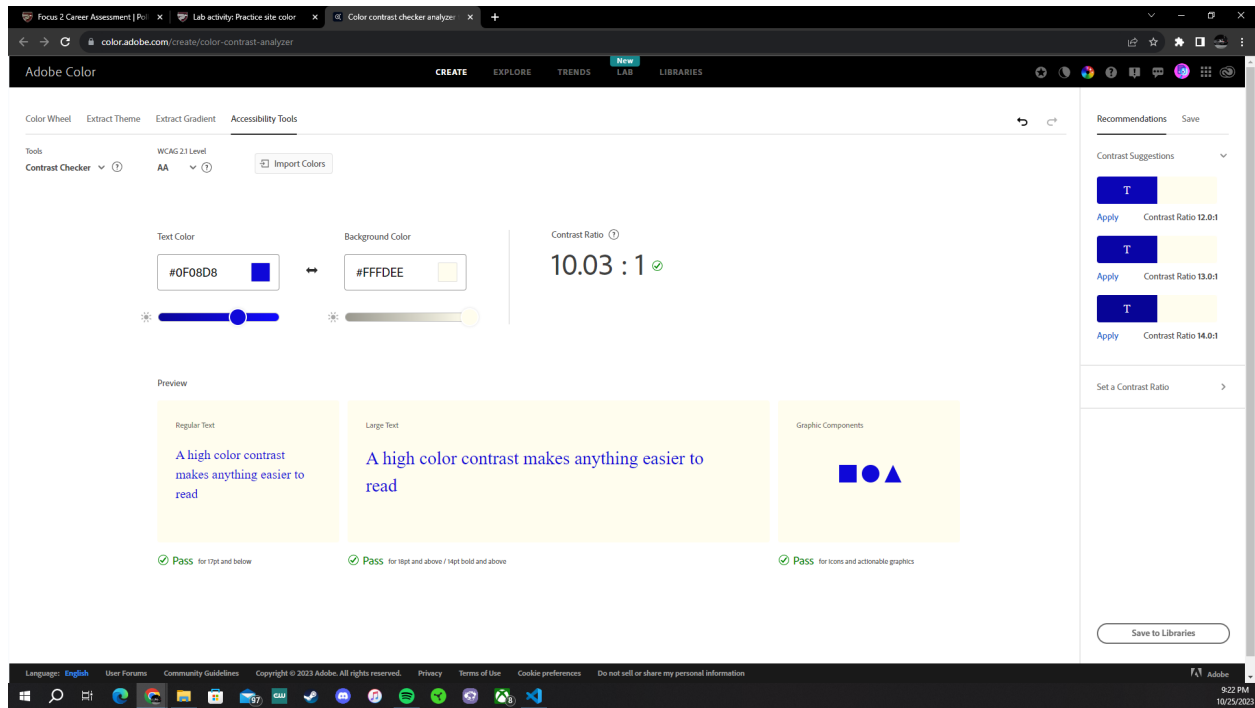 Focus 2 Career Assessment | Pol
Lab activity: Practice site color
Color contrast checker analyzer
color.adobe.com/create/color-contrast-analyzer
Adobe Color
CREATE EXPLORE TRENDS New LAB LIBRARIES
Color Wheel Extract Theme Extract Gradient Accessibility Tools
Recommendations Save
Tools
Contrast Checker
WCAG 2.1 Level
AA
Import Colors
Contrast Suggestions
T
Apply Contrast Ratio 12.0:1
T
Apply Contrast Ratio 13.0:1
T
Apply Contrast Ratio 14.0:1
Set a Contrast Ratio
Text Color
#0F08D8
Background Color
#FFFDEE
Contrast Ratio
10.03 : 1
Preview
Regular Text
A high color contrast
makes anything easier to
read
Large Text
A high color contrast makes anything easier to
read
Graphic Components
Pass for 17pt and below
Pass for 18pt and above / 14pt bold and above
Pass for icons and actionable graphics
Save to Libraries
Language: English User Forums Community Guidelines Copyright © 2023 Adobe. All rights reserved. Privacy Terms of Use Cookie preferences Do not sell or share my personal information
Adobe
97
CW
8
9:22 PM
10/25/2023